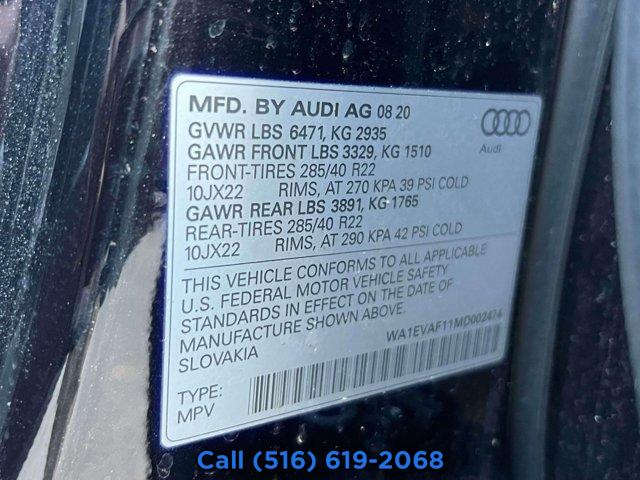 MFD. BY AUDI AG 08 20
GVWR LBS 6471, KG 2935
GAWR FRONT LBS 3329, KG 1510
FRONT-TIRES 285/40 R22
10JX22 RIMS, AT 270 KPA 39 PSI COLD
GAWR REAR LBS 3891, KG 1765
REAR-TIRES 285/40 R22
10JX22 RIMS, AT 290 KPA 42 PSI COLD
Audi
THIS VEHICLE CONFORMS TO ALL APPLICABLE
U.S. FEDERAL MOTOR VEHICLE SAFETY
STANDARDS IN EFFECT ON THE DATE OF
MANUFACTURE SHOWN ABOVE.
SLOVAKIA
WA1EVAF11MD002474
TYPE:
MPV
Call (516) 619-2068